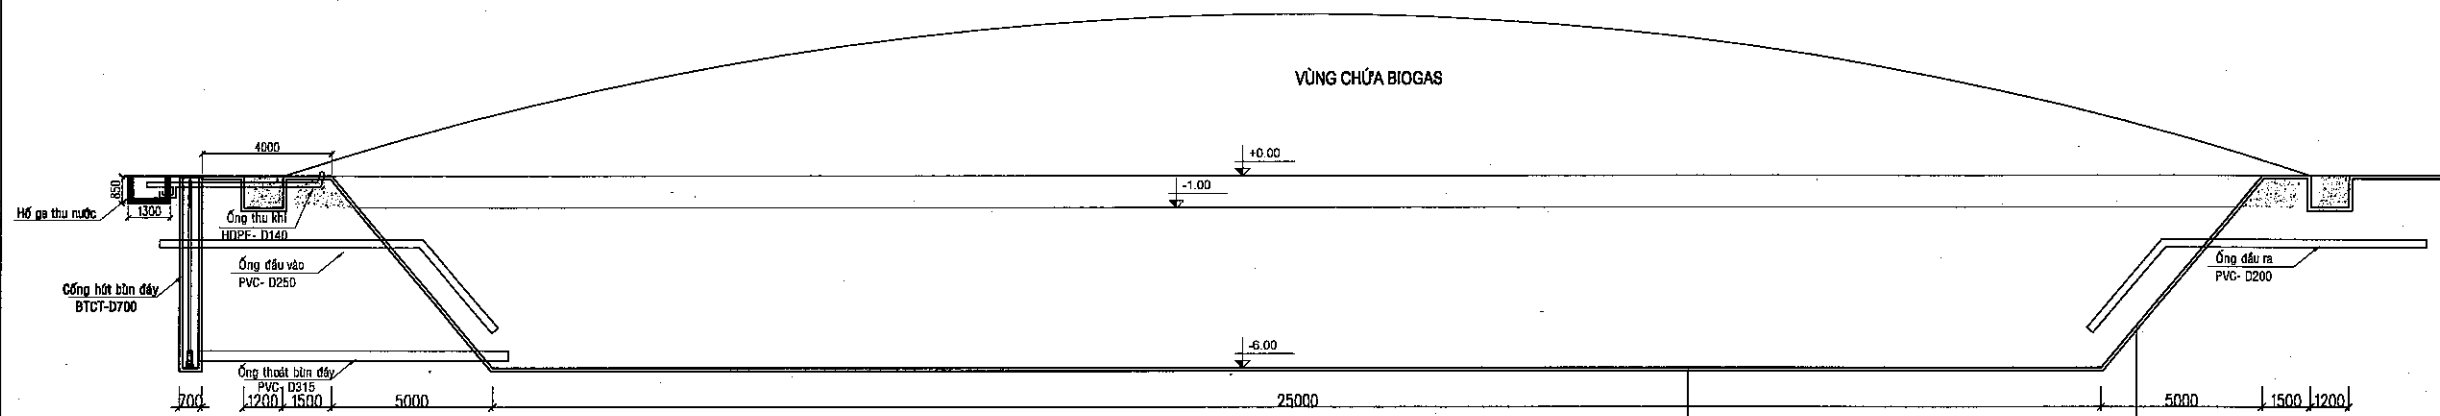 VÙNG CHỨA BIOGAS
4000
+0.00
-1.00
850
1300
Hố ga thu nước
Ống thu khí
HDPE- D140
Ống đầu vào
PVC- D250
Ống đầu ra
PVC- D200
Cống hút bùn đáy
BTCT-D700
-6.00
Ống thoát bùn đáy
PVC- D315
700
1200
1500
5000
25000
5000
1500
1200